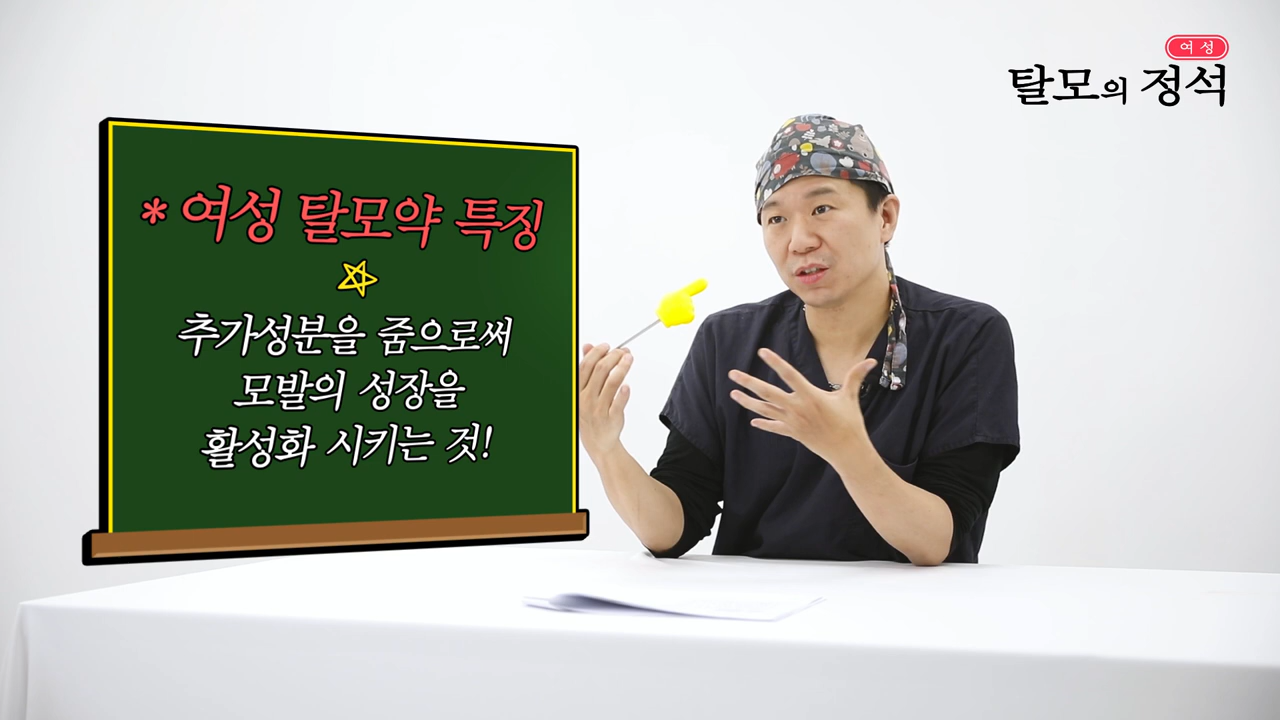 여성
탈모의 정석
* 여성 탈모약 특징
추가성분을 줌으로써
모발의 성장을
활성화 시키는 것!